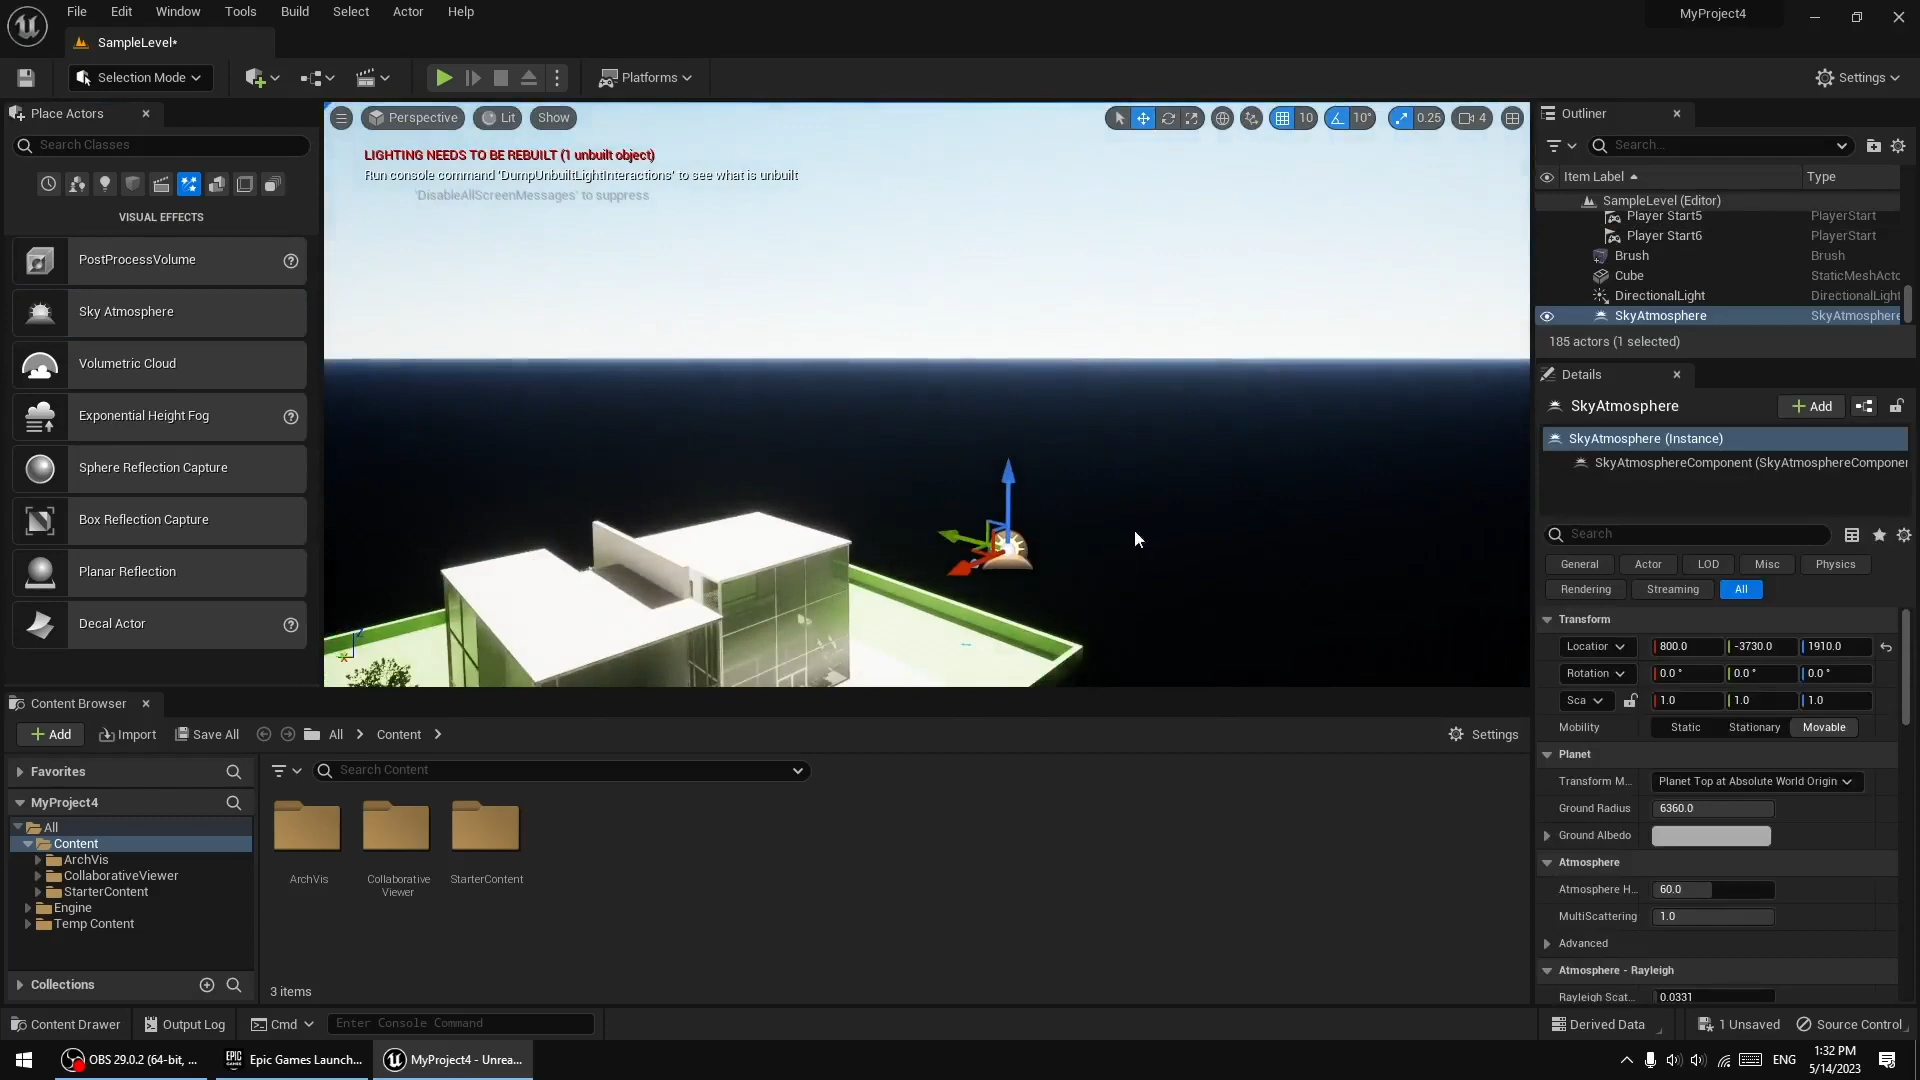 File Edit Window Tools Build Select Actor Help
MyProject4
SampleLevel*
Selection Mode
Platforms
Settings
Place Actors
Search Classes
VISUAL EFFECTS
PostProcessVolume
Sky Atmosphere
Volumetric Cloud
Exponential Height Fog
Sphere Reflection Capture
Box Reflection Capture
Planar Reflection
Decal Actor
Perspective Lit Show
10 10° 0.25 4
LIGHTING NEEDS TO BE REBUILT (1 unbuilt object)
Run console command 'DumpUnbuiltLightInteractions' to see what is unbuilt
'DisableAllScreenMessages' to suppress
Outliner
Search...
Item Label Type
SampleLevel (Editor)
Player Start5 PlayerStart
Player Start6 PlayerStart
Brush Brush
Cube StaticMeshActo
DirectionalLight DirectionalLight
SkyAtmosphere SkyAtmosphere
185 actors (1 selected)
Details
SkyAtmosphere
Add
SkyAtmosphere (Instance)
SkyAtmosphereComponent (SkyAtmosphereComponen
Search
General Actor LOD Misc Physics
Rendering Streaming All
Transform
Location 800.0 -3730.0 1910.0
Rotation 0.0 ° 0.0 ° 0.0 °
Sca 1.0 1.0 1.0
Mobility Static Stationary Movable
Planet
Transform M... Planet Top at Absolute World Origin
Ground Radius 6360.0
Ground Albedo
Atmosphere
Atmosphere H... 60.0
MultiScattering 1.0
Advanced
Atmosphere - Rayleigh
Rayleigh Scat... 0.0331
Content Browser
Add Import Save All All Content Settings
Favorites
MyProject4
All
Content
ArchVis
CollaborativeViewer
StarterContent
Engine
Temp Content
Collections
Search Content
ArchVis
Collaborative
Viewer
StarterContent
3 items
Content Drawer Output Log Cmd Enter Console Command
Derived Data 1 Unsaved Source Control
OBS 29.0.2 (64-bit, ...
EPIC
GAMES
Epic Games Launch...
MyProject4 - Unrea...
ENG
1:32 PM
5/14/2023